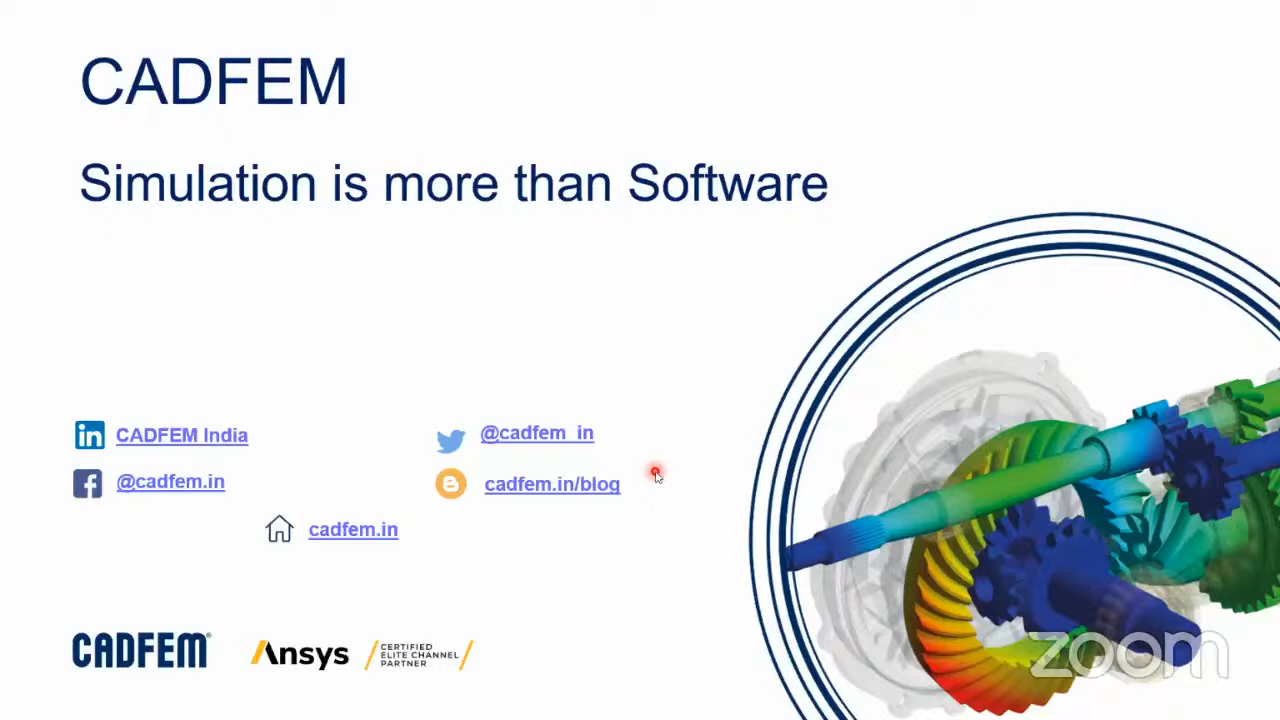 CADFEM
Simulation is more than Software
in CADFEM India
@cadfem_in
f @cadfem.in
B cadfem.in/blog
cadfem.in
CADFEM®
Ansys
CERTIFIED
ELITE CHANNEL
PARTNER
zoom